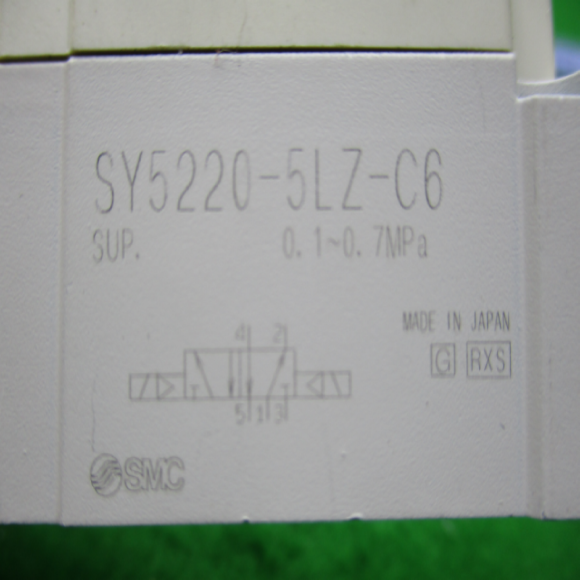 SY5220-5LZ-C6
SUP. 0.1~0.7MPa
MADE IN JAPAN
G RXS
4 2
5 1 3
SMC